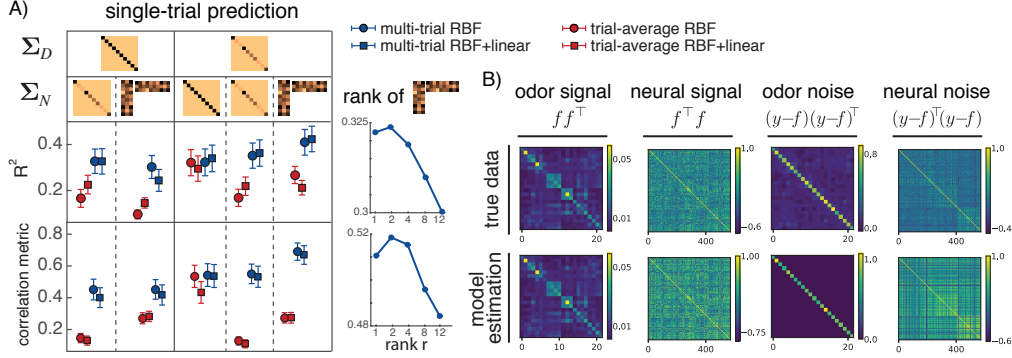 A)
single-trial prediction
multi-trial RBF
multi-trial RBF+linear
trial-average RBF
trial-average RBF+linear
Σ_D
Σ_N
R²
0.4
0.2
correlation metric
0.8
0.6
0.4
0.2
rank of
0.325
0.3
1 2 4 8 12
0.52
0.48
1 2 4 8 12
rank r
B)
odor signal
neural signal
odor noise
neural noise
f f^⊤
f^⊤ f
(y−f)(y−f)^⊤
(y−f)^⊤(y−f)
true data
0.05
0.01
0 10 20
1.0
−0.6
0 400
0.8
0.0
0 20
1.0
−0.4
0 400
model estimation
0.05
0.01
0 10 20
1.00
−0.75
0 400
1.00
0.00
0 20
1.0
−0.6
0 400